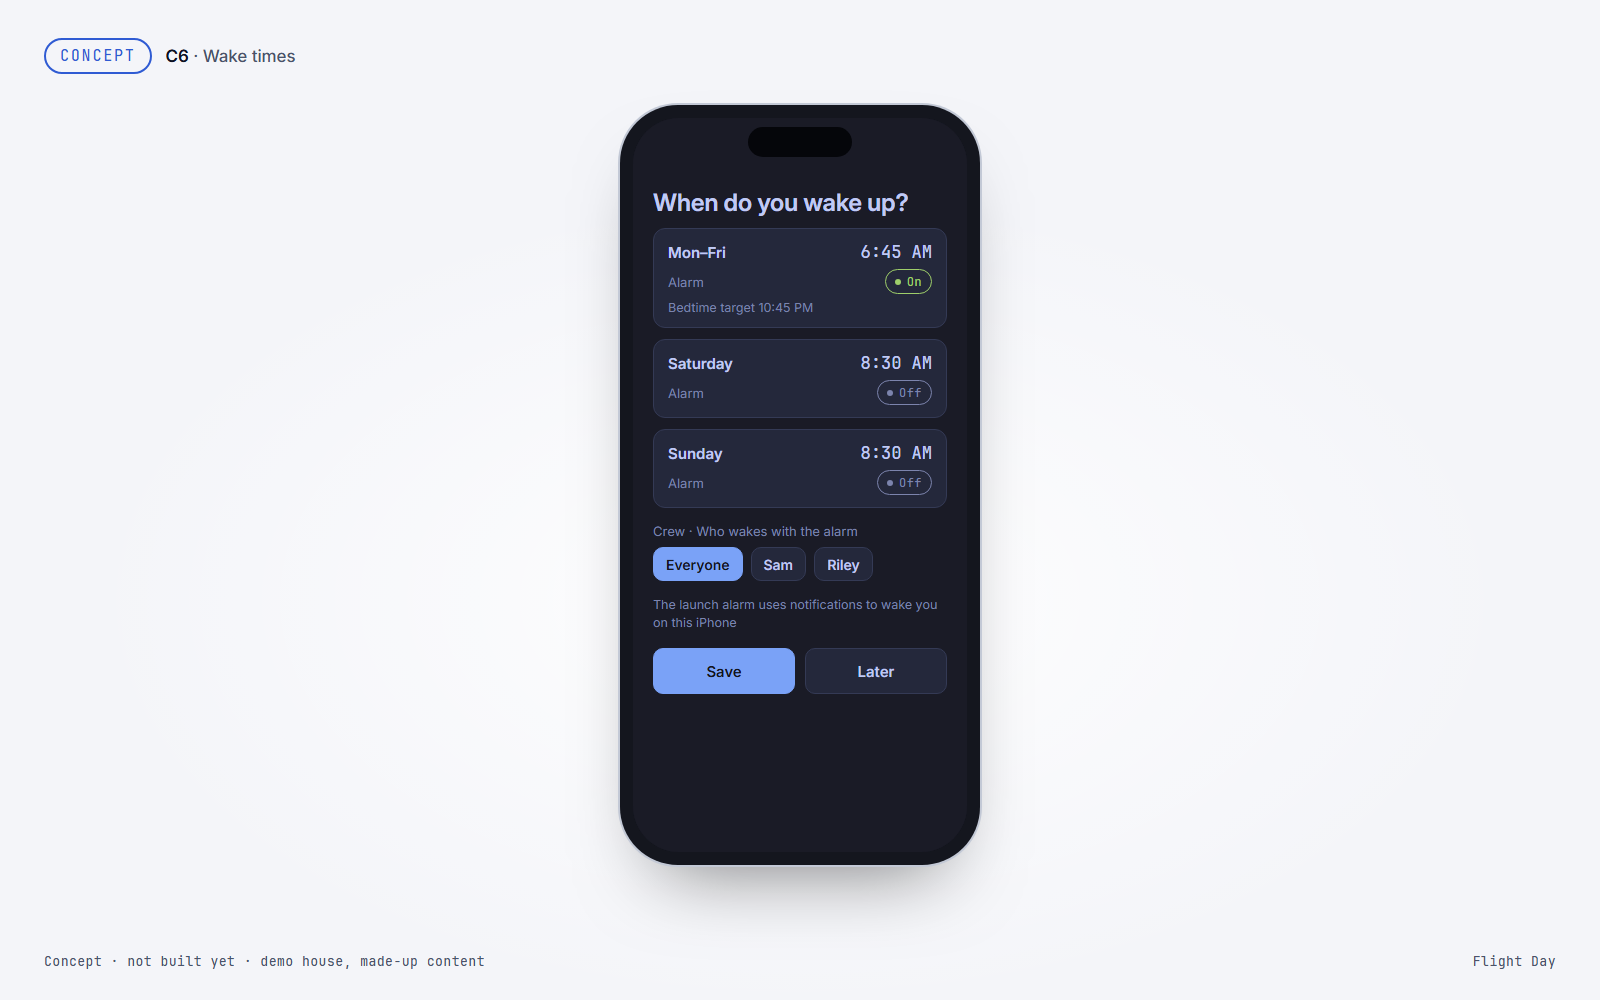 CONCEPT C6 · Wake times
When do you wake up?
Mon–Fri 6:45 AM
Alarm On
Bedtime target 10:45 PM
Saturday 8:30 AM
Alarm Off
Sunday 8:30 AM
Alarm Off
Crew · Who wakes with the alarm
Everyone Sam Riley
The launch alarm uses notifications to wake you
on this iPhone
Save Later
Concept · not built yet · demo house, made-up content Flight Day